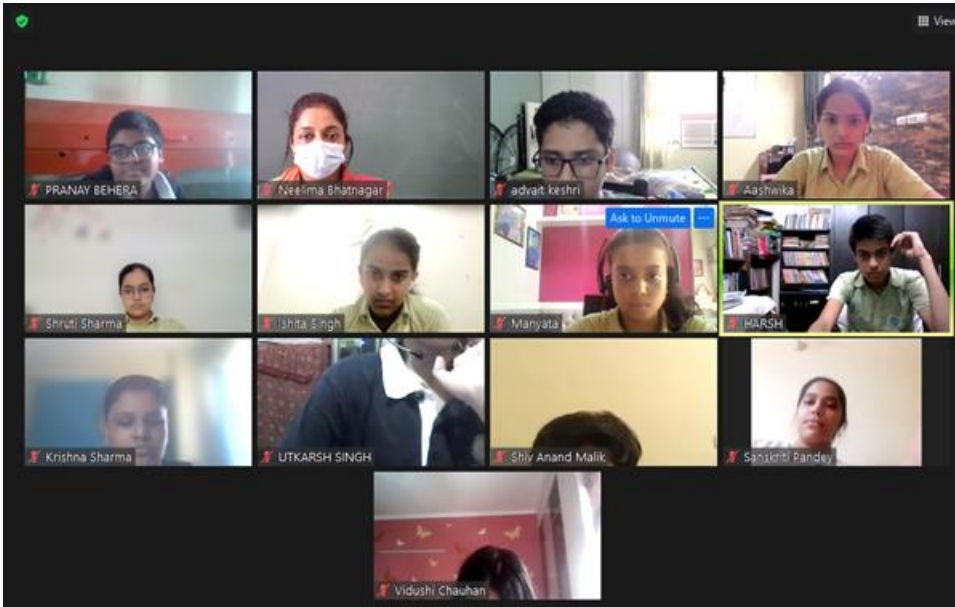 View
PRANAY BEHERA
Neelima Bhatnagar
advait keshri
Aashwika
Ask to Unmute ...
Shruti Sharma
Ishita Singh
Manyata
HARSH
Krishna Sharma
UTKARSH SINGH
Shiv Anand Malik
Sanskriti Pandey
Vidushi Chauhan